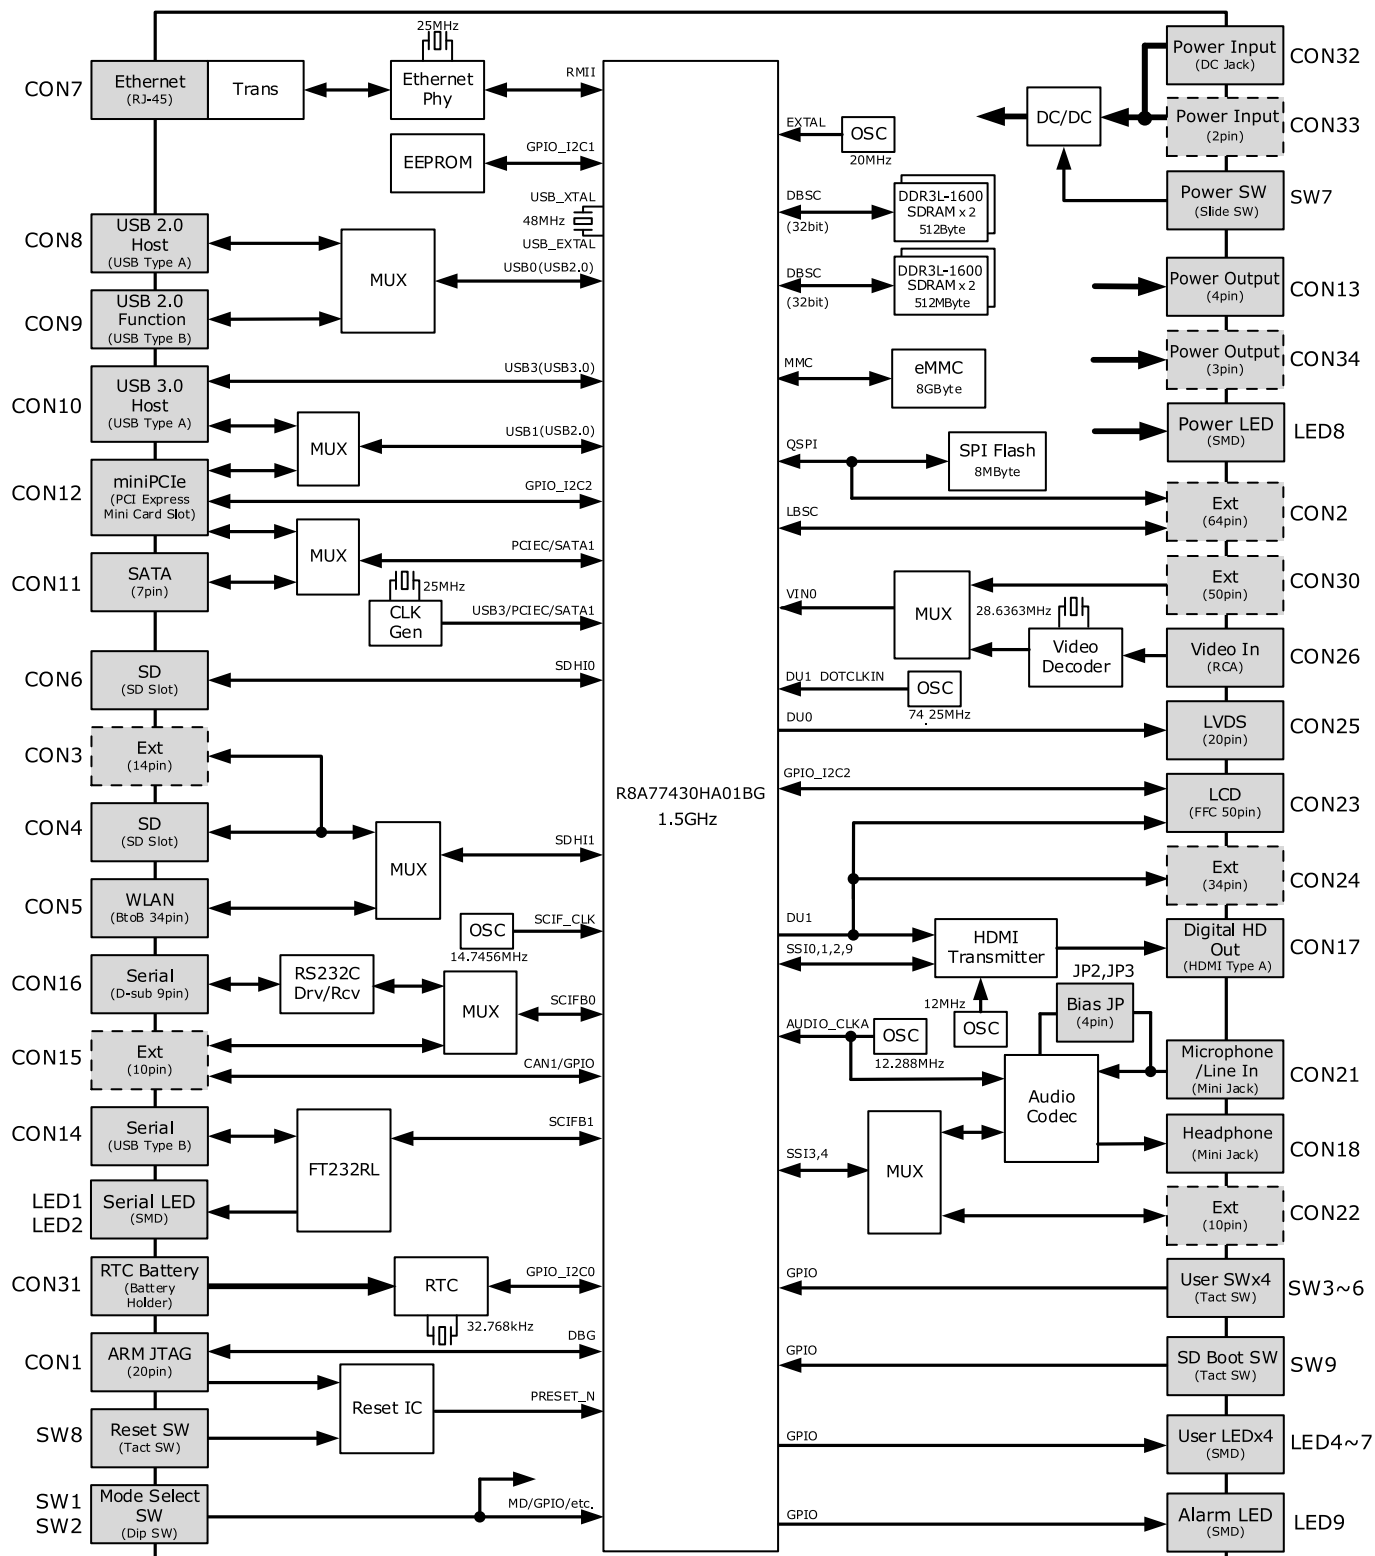 25MHz
CON7
Ethernet
(RJ-45)
Trans
Ethernet
Phy
RMII
EEPROM
GPIO_I2C1
USB_XTAL
48MHz
USB_EXTAL
CON8
USB 2.0
Host
(USB Type A)
MUX
USB0(USB2.0)
CON9
USB 2.0
Function
(USB Type B)
CON10
USB 3.0
Host
(USB Type A)
USB3(USB3.0)
MUX
USB1(USB2.0)
CON12
miniPCIe
(PCI Express
Mini Card Slot)
GPIO_I2C2
MUX
PCIEC/SATA1
CON11
SATA
(7pin)
25MHz
CLK
Gen
USB3/PCIEC/SATA1
CON6
SD
(SD Slot)
SDHI0
CON3
Ext
(14pin)
CON4
SD
(SD Slot)
MUX
SDHI1
CON5
WLAN
(BtoB 34pin)
OSC
14.7456MHz
SCIF_CLK
CON16
Serial
(D-sub 9pin)
RS232C
Drv/Rcv
MUX
SCIFB0
CON15
Ext
(10pin)
CAN1/GPIO
CON14
Serial
(USB Type B)
FT232RL
SCIFB1
LED1
LED2
Serial LED
(SMD)
CON31
RTC Battery
(Battery
Holder)
RTC
GPIO_I2C0
32.768kHz
CON1
ARM JTAG
(20pin)
DBG
Reset IC
PRESET_N
SW8
Reset SW
(Tact SW)
SW1
SW2
Mode Select
SW
(Dip SW)
MD/GPIO/etc.
R8A77430HA01BG
1.5GHz
Power Input
(DC Jack)
CON32
DC/DC
Power Input
(2pin)
CON33
EXTAL
OSC
20MHz
Power SW
(Slide SW)
SW7
DBSC
(32bit)
DDR3L-1600
SDRAM x 2
512Byte
DBSC
(32bit)
DDR3L-1600
SDRAM x 2
512MByte
Power Output
(4pin)
CON13
Power Output
(3pin)
CON34
MMC
eMMC
8GByte
Power LED
(SMD)
LED8
QSPI
SPI Flash
8MByte
LBSC
Ext
(64pin)
CON2
VIN0
MUX
28.6363MHz
Video
Decoder
Ext
(50pin)
CON30
Video In
(RCA)
CON26
DU1 DOTCLKIN
OSC
74.25MHz
DU0
LVDS
(20pin)
CON25
GPIO_I2C2
LCD
(FFC 50pin)
CON23
Ext
(34pin)
CON24
DU1
SSI0,1,2,9
HDMI
Transmitter
Digital HD
Out
(HDMI Type A)
CON17
12MHz
OSC
JP2,JP3
Bias JP
(4pin)
AUDIO_CLKA
OSC
12.288MHz
Audio
Codec
Microphone
/Line In
(Mini Jack)
CON21
Headphone
(Mini Jack)
CON18
SSI3,4
MUX
Ext
(10pin)
CON22
GPIO
User SWx4
(Tact SW)
SW3~6
GPIO
SD Boot SW
(Tact SW)
SW9
GPIO
User LEDx4
(SMD)
LED4~7
GPIO
Alarm LED
(SMD)
LED9